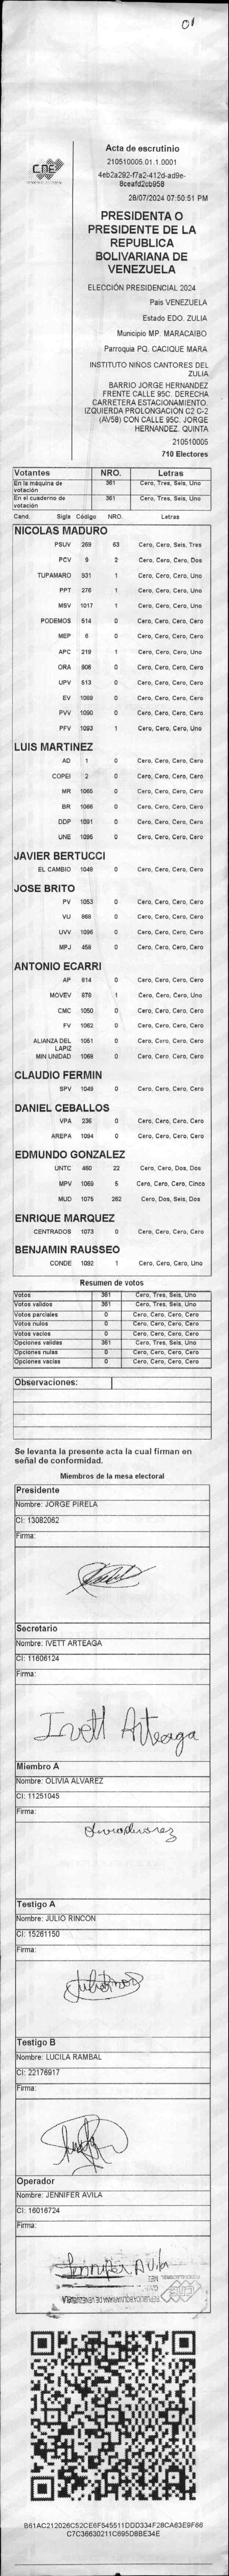 01
CNE
Acta de escrutinio
210510005.01.1.0001
4eb2a292-f7a2-412d-ad9e-
8ceafd2cb958
28/07/2024 07:50:51 PM
PRESIDENTA O
PRESIDENTE DE LA
REPUBLICA
BOLIVARIANA DE
VENEZUELA
ELECCIÓN PRESIDENCIAL 2024
Pais VENEZUELA
Estado EDO. ZULIA
Municipio MP. MARACAIBO
Parroquia PQ. CACIQUE MARA
INSTITUTO NIÑOS CANTORES DEL
ZULIA
BARRIO JORGE HERNANDEZ
FRENTE CALLE 95C. DERECHA
CARRETERA ESTACIONAMIENTO.
IZQUIERDA PROLONGACIÓN C2 C-2
(AV58) CON CALLE 95C. JORGE
HERNANDEZ. QUINTA
210510005
710 Electores
Votantes NRO. Letras
En la máquina de votación 361 Cero, Tres, Seis, Uno
En el cuaderno de votación 361 Cero, Tres, Seis, Uno
Cand. Sigla Código NRO. Letras
NICOLAS MADURO
PSUV 269 63 Cero, Cero, Seis, Tres
PCV 9 2 Cero, Cero, Cero, Dos
TUPAMARO 931 1 Cero, Cero, Cero, Uno
PPT 276 1 Cero, Cero, Cero, Uno
MSV 1017 1 Cero, Cero, Cero, Uno
PODEMOS 514 0 Cero, Cero, Cero, Cero
MEP 6 0 Cero, Cero, Cero, Cero
APC 219 1 Cero, Cero, Cero, Uno
ORA 906 0 Cero, Cero, Cero, Cero
UPV 513 0 Cero, Cero, Cero, Cero
EV 1089 0 Cero, Cero, Cero, Cero
PVV 1090 0 Cero, Cero, Cero, Cero
PFV 1093 1 Cero, Cero, Cero, Uno
LUIS MARTINEZ
AD 1 0 Cero, Cero, Cero, Cero
COPEI 2 0 Cero, Cero, Cero, Cero
MR 1065 0 Cero, Cero, Cero, Cero
BR 1066 0 Cero, Cero, Cero, Cero
DDP 1091 0 Cero, Cero, Cero, Cero
UNE 1095 0 Cero, Cero, Cero, Cero
JAVIER BERTUCCI
EL CAMBIO 1048 0 Cero, Cero, Cero, Cero
JOSE BRITO
PV 1053 0 Cero, Cero, Cero, Cero
VU 868 0 Cero, Cero, Cero, Cero
UVV 1096 0 Cero, Cero, Cero, Cero
MPJ 458 0 Cero, Cero, Cero, Cero
ANTONIO ECARRI
AP 814 0 Cero, Cero, Cero, Cero
MOVEV 878 1 Cero, Cero, Cero, Uno
CMC 1050 0 Cero, Cero, Cero, Cero
FV 1062 0 Cero, Cero, Cero, Cero
ALIANZA DEL LAPIZ 1051 0 Cero, Cero, Cero, Cero
MIN UNIDAD 1068 0 Cero, Cero, Cero, Cero
CLAUDIO FERMIN
SPV 1049 0 Cero, Cero, Cero, Cero
DANIEL CEBALLOS
VPA 236 0 Cero, Cero, Cero, Cero
AREPA 1094 0 Cero, Cero, Cero, Cero
EDMUNDO GONZALEZ
UNTC 460 22 Cero, Cero, Dos, Dos
MPV 1069 5 Cero, Cero, Cero, Cinco
MUD 1075 262 Cero, Dos, Seis, Dos
ENRIQUE MARQUEZ
CENTRADOS 1073 0 Cero, Cero, Cero, Cero
BENJAMIN RAUSSEO
CONDE 1092 1 Cero, Cero, Cero, Uno
Resumen de votos
Votos 361 Cero, Tres, Seis, Uno
Votos validos 361 Cero, Tres, Seis, Uno
Votos parciales 0 Cero, Cero, Cero, Cero
Votos nulos 0 Cero, Cero, Cero, Cero
Votos vacíos 0 Cero, Cero, Cero, Cero
Opciones validas 361 Cero, Tres, Seis, Uno
Opciones nulas 0 Cero, Cero, Cero, Cero
Opciones vacias 0 Cero, Cero, Cero, Cero
Observaciones:
Se levanta la presente acta la cual firman en
señal de conformidad.
Miembros de la mesa electoral
Presidente
Nombre: JORGE PIRELA
CI: 13082062
Firma:
Secretario
Nombre: IVETT ARTEAGA
CI: 11606124
Firma:
Ivett Arteaga
Miembro A
Nombre: OLIVIA ALVAREZ
CI: 11251045
Firma:
Testigo A
Nombre: JULIO RINCON
CI: 15261150
Firma:
Testigo B
Nombre: LUCILA RAMBAL
CI: 22176917
Firma:
Operador
Nombre: JENNIFER AVILA
CI: 16016724
Firma:
Jennifer Avila
REPUBLICA BOLIVARIANA DE VENEZUELA
CNE
B61AC212026C52CE6F545511DDD334F28CA63E9F66
C7C36630211C695D8BE34E